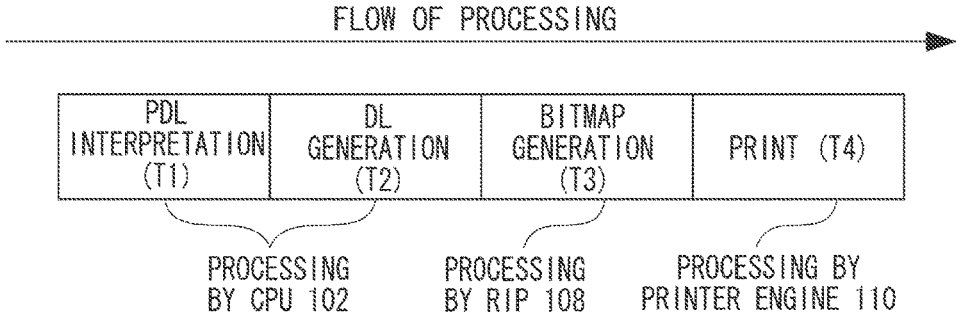 FLOW OF PROCESSING
PDL
INTERPRETATION
(T1)
DL
GENERATION
(T2)
BITMAP
GENERATION
(T3)
PRINT (T4)
PROCESSING
BY CPU 102
PROCESSING
BY RIP 108
PROCESSING BY
PRINTER ENGINE 110